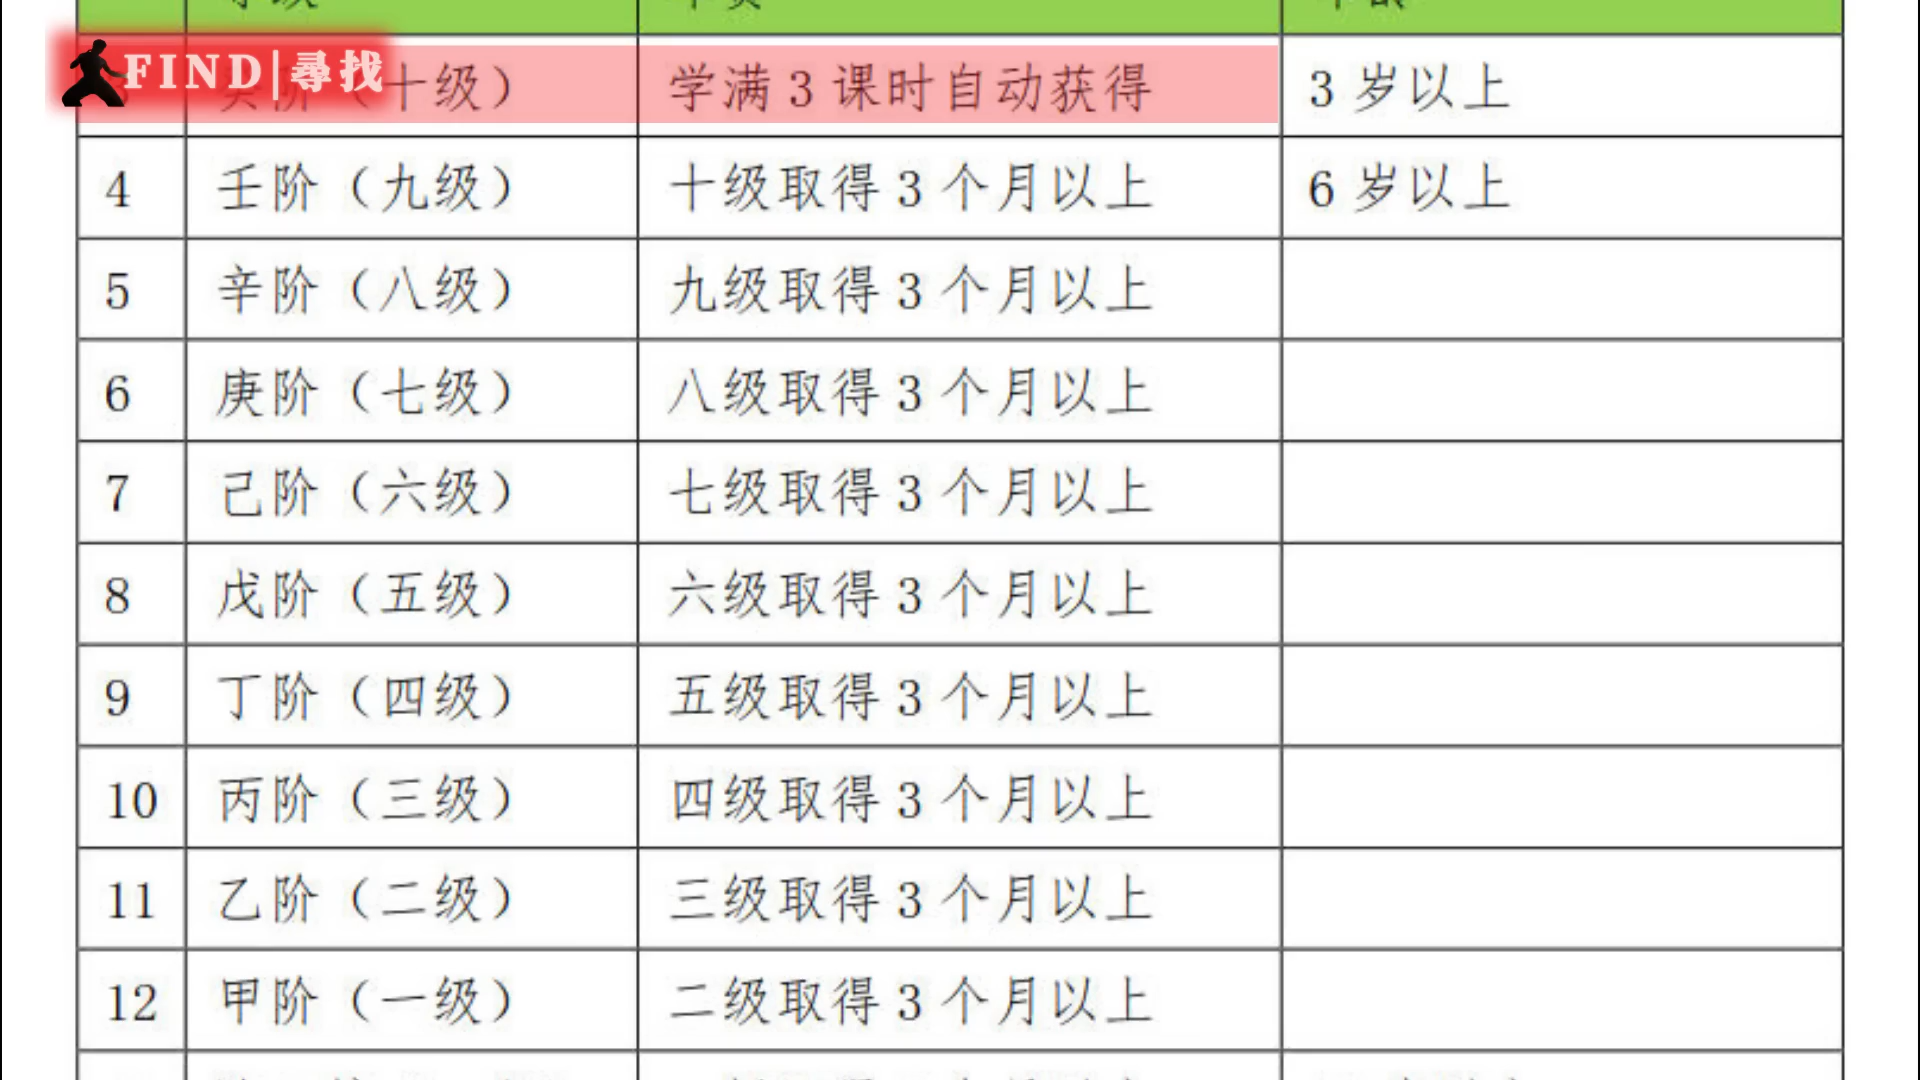 FIND|尋找
（十级） 学满 3 课时自动获得 3 岁以上
4 壬阶（九级） 十级取得 3 个月以上 6 岁以上
5 辛阶（八级） 九级取得 3 个月以上
6 庚阶（七级） 八级取得 3 个月以上
7 己阶（六级） 七级取得 3 个月以上
8 戊阶（五级） 六级取得 3 个月以上
9 丁阶（四级） 五级取得 3 个月以上
10 丙阶（三级） 四级取得 3 个月以上
11 乙阶（二级） 三级取得 3 个月以上
12 甲阶（一级） 二级取得 3 个月以上